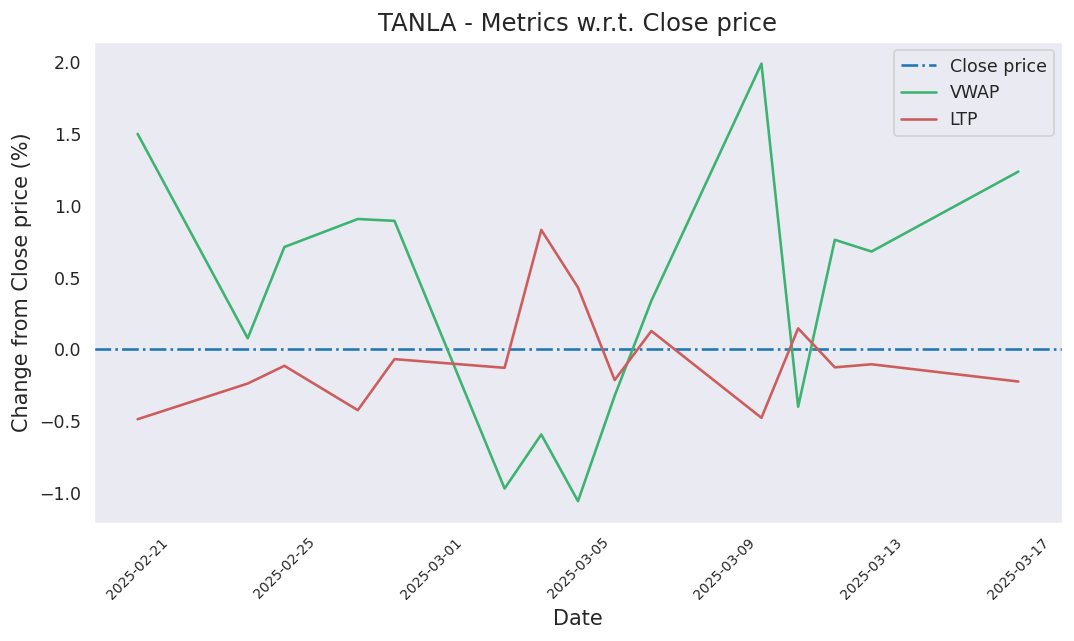 TANLA - Metrics w.r.t. Close price
Change from Close price (%)
2.0
1.5
1.0
0.5
0.0
−0.5
−1.0
Close price
VWAP
LTP
2025-02-21
2025-02-25
2025-03-01
2025-03-05
2025-03-09
2025-03-13
2025-03-17
Date